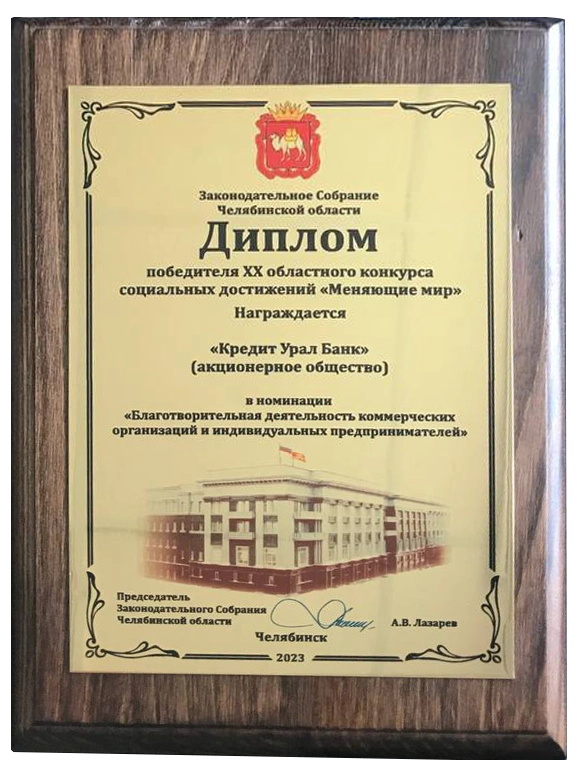 Законодательное Собрание
Челябинской области
Диплом
победителя XX областного конкурса
социальных достижений «Меняющие мир»
Награждается
«Кредит Урал Банк»
(акционерное общество)
в номинации
«Благотворительная деятельность коммерческих
организаций и индивидуальных предпринимателей»
Председатель
Законодательного Собрания
Челябинской области
А.В. Лазарев
Челябинск
2023